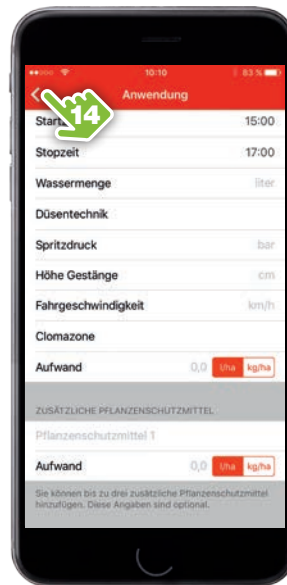 10:10 83 %
Anwendung
14
Start 15:00
Stopzeit 17:00
Wassermenge liter
Düsentechnik
Spritzdruck bar
Höhe Gestänge cm
Fahrgeschwindigkeit km/h
Clomazone
Aufwand 0,0 l/ha kg/ha
ZUSÄTZLICHE PFLANZENSCHUTZMITTEL
Pflanzenschutzmittel 1
Aufwand 0,0 l/ha kg/ha
Sie können bis zu drei zusätzliche Pflanzenschutzmittel
hinzufügen. Diese Angaben sind optional.